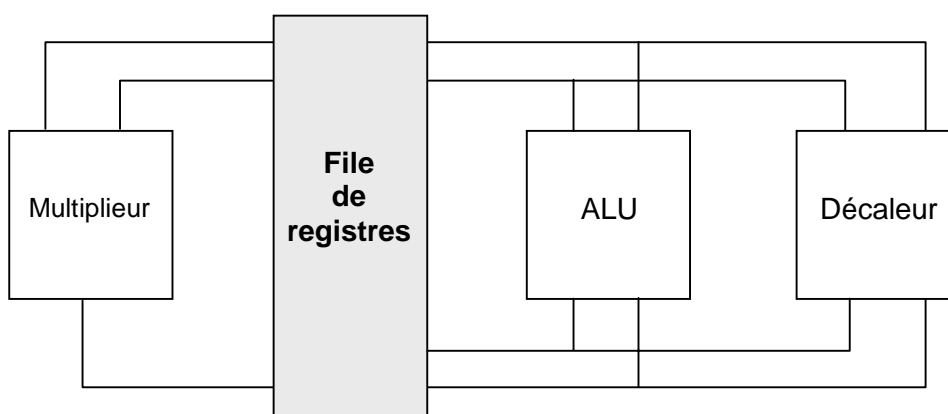 Multiplieur
File
de
registres
ALU
Décaleur